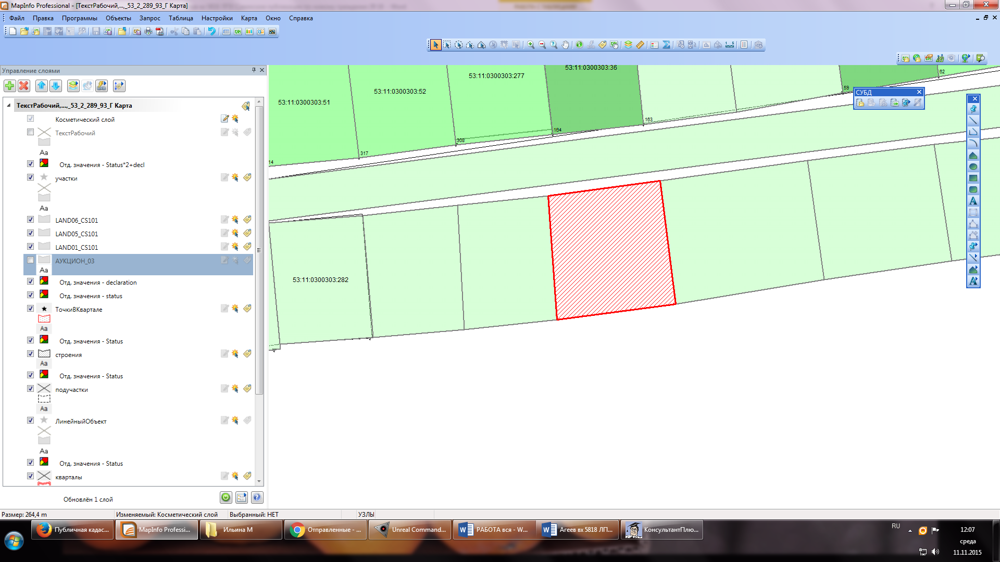 MapInfo Professional - [ТекстРабочий,...,_53_2_289_93_Г Карта]
Файл Правка Программы Объекты Запрос Таблица Настройки Карта Окно Справка
Управление слоями
ТекстРабочий,...,_53_2_289_93_Г Карта
Косметический слой
ТекстРабочий
Aa
Отд. значения - Status*2+decl
участки
Aa
LAND06_CS101
LAND05_CS101
LAND01_CS101
АУКЦИОН_03
Aa
Отд. значения - declaration
Отд. значения - status
ТочкиВКвартале
Aa
Отд. значения - Status
строения
Aa
Отд. значения - Status
подучастки
Aa
ЛинейныйОбъект
Aa
Отд. значения - Status
кварталы
Обновлён 1 слой
53:11:0300303:36
53:11:0300303:277
53:11:0300303:52
53:11:0300303:51
62
59
163
164
308
317
14
53:11:0300303:282
СУБД
Размер: 264,4 m
Изменяемый: Косметический слой
Выбранный: НЕТ
УЗЛЫ
Публичная кадас...
MapInfo Professi...
Ильина М
Отправленные - ...
Unreal Command...
РАБОТА вся - W...
Агеев вх 5818 ЛП...
КонсультантПлю...
RU
12:07
среда
11.11.2015